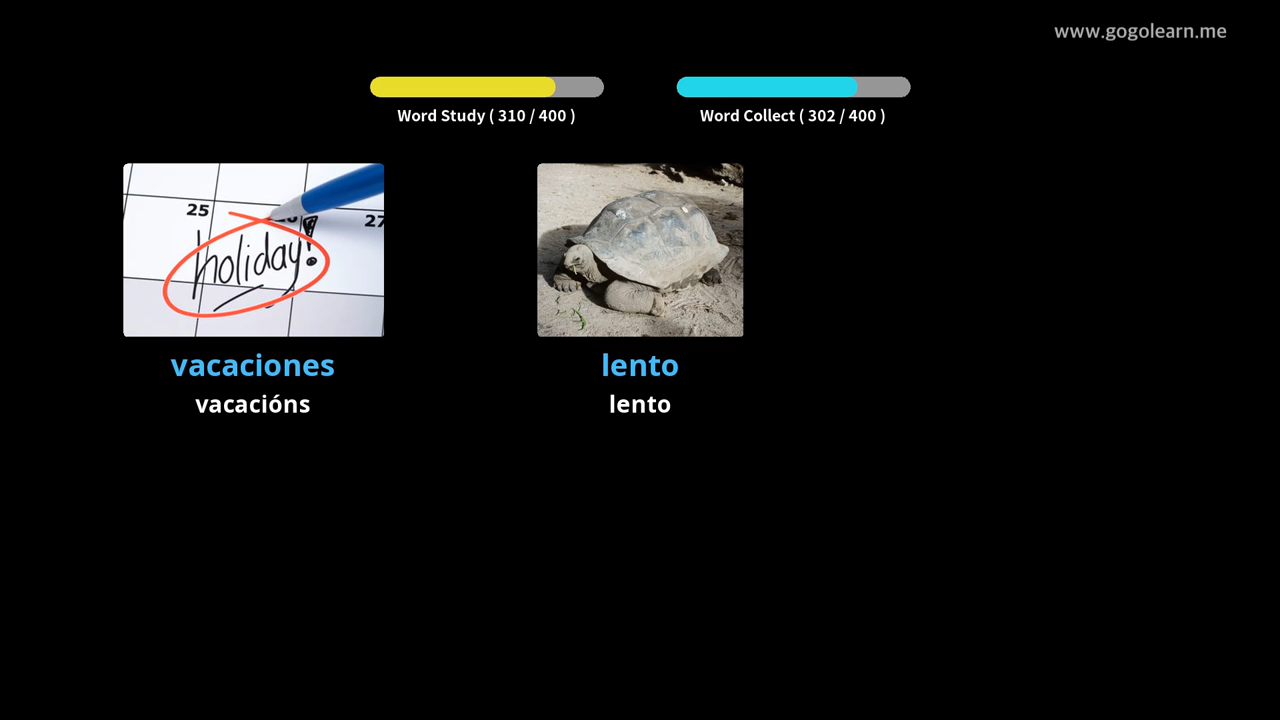 www.gogolearn.me
Word Study ( 310 / 400 )
Word Collect ( 302 / 400 )
25
27
holiday!
vacaciones
lento
vacacións
lento